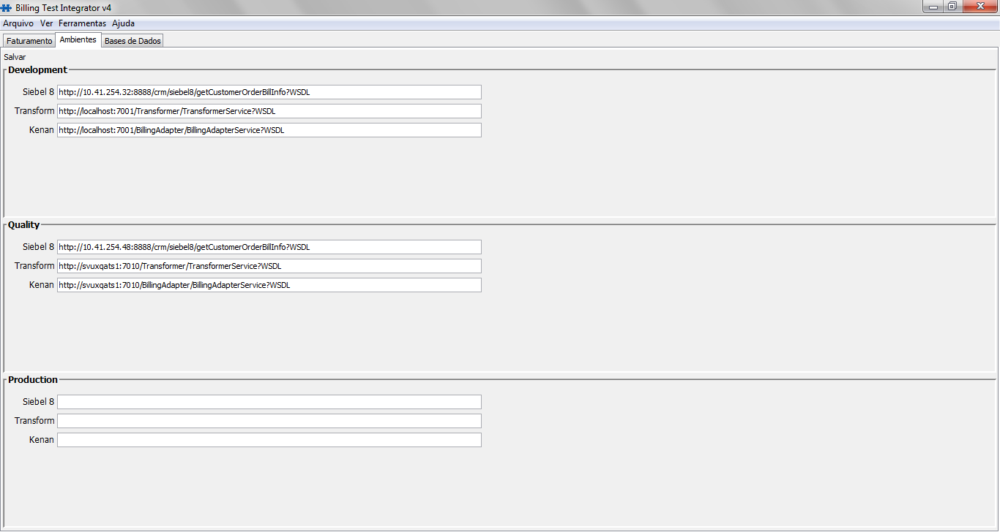 Billing Test Integrator v4
Arquivo Ver Ferramentas Ajuda
Faturamento Ambientes Bases de Dados
Salvar
Development
Siebel 8 http://10.41.254.32:8888/crm/siebel8/getCustomerOrderBillInfo?WSDL
Transform http://localhost:7001/Transformer/TransformerService?WSDL
Kenan http://localhost:7001/BillingAdapter/BillingAdapterService?WSDL
Quality
Siebel 8 http://10.41.254.48:8888/crm/siebel8/getCustomerOrderBillInfo?WSDL
Transform http://svuxqats1:7010/Transformer/TransformerService?WSDL
Kenan http://svuxqats1:7010/BillingAdapter/BillingAdapterService?WSDL
Production
Siebel 8
Transform
Kenan